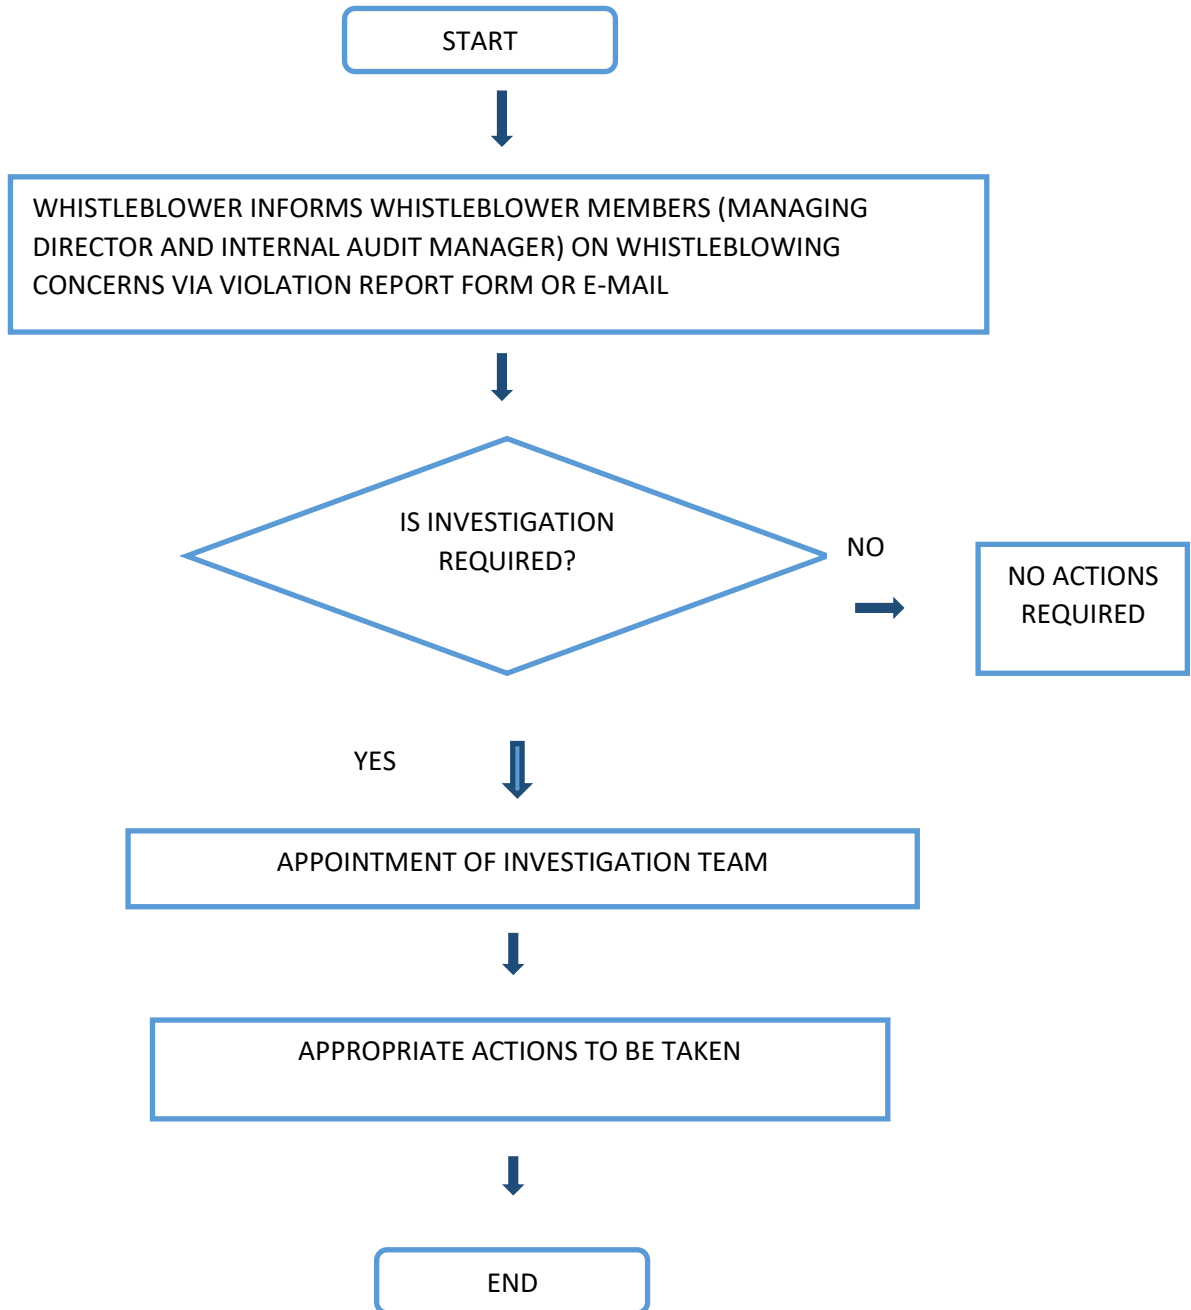 START
WHISTLEBLOWER INFORMS WHISTLEBLOWER MEMBERS (MANAGING
DIRECTOR AND INTERNAL AUDIT MANAGER) ON WHISTLEBLOWING
CONCERNS VIA VIOLATION REPORT FORM OR E-MAIL
IS INVESTIGATION
REQUIRED?
NO
NO ACTIONS
REQUIRED
YES
APPOINTMENT OF INVESTIGATION TEAM
APPROPRIATE ACTIONS TO BE TAKEN
END